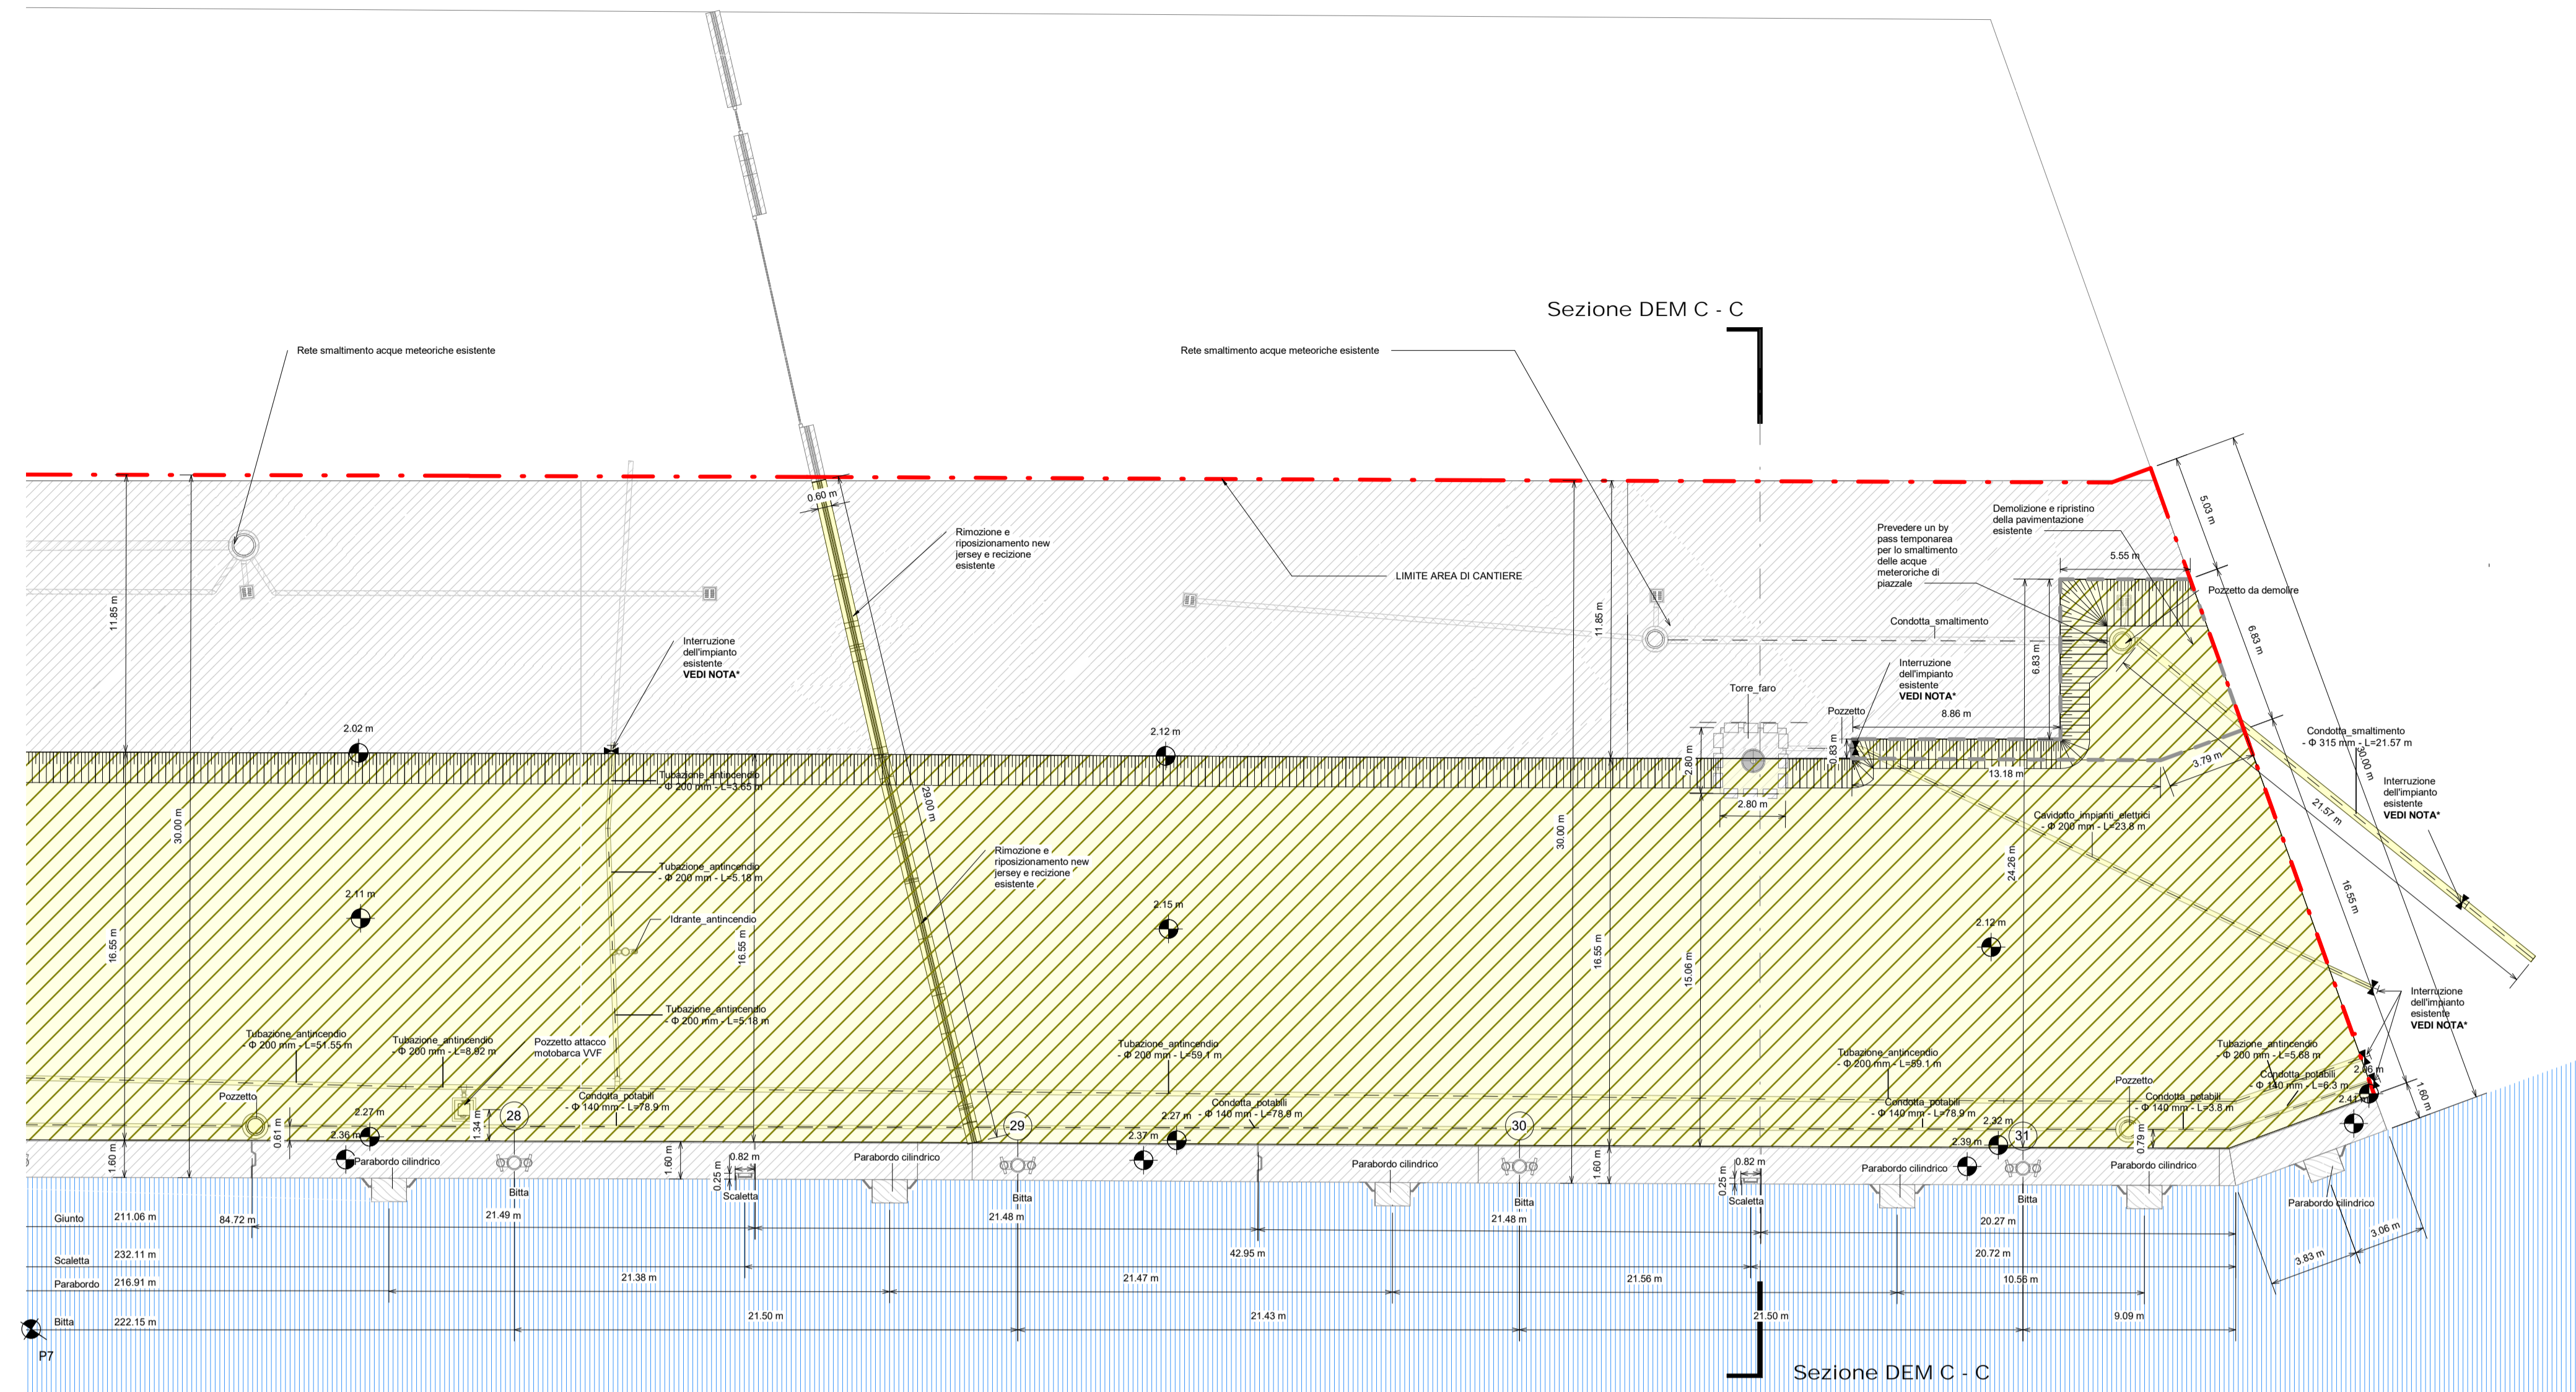 Sezione DEM C - C
Rete smaltimento acque meteoriche esistente
Rete smaltimento acque meteoriche esistente
0.60 m
5.03 m
Rimozione e
riposizionamento new
jersey e recizione
esistente
LIMITE AREA DI CANTIERE
Prevedere un by
pass temporarea
per lo smaltimento
delle acque
meteroriche di
piazzale
Demolizione e ripristino
della pavimentazione
esistente
5.55 m
Pozzetto da demolire
11.85 m
11.85 m
Condotta_smaltimento
6.83 m
6.83 m
Interruzione
dell'impianto
esistente
VEDI NOTA*
Interruzione
dell'impianto
esistente
VEDI NOTA*
Torre_faro
Pozzetto
8.86 m
2.02 m
2.12 m
0.83 m
2.80 m
Condotta_smaltimento
- Φ 315 mm - L=21.57 m
20.00 m
3.79 m
13.18 m
Tubazione_antincendio
- Φ 200 mm - L=3.65 m
29.00 m
2.80 m
21.57 m
Interruzione
dell'impianto
esistente
VEDI NOTA*
30.00 m
30.00 m
Cavidotto_impianti_elettrici
- Φ 200 mm - L=23.8 m
24.26 m
Rimozione e
riposizionamento new
jersey e recizione
esistente
Tubazione_antincendio
- Φ 200 mm - L=5.18 m
2.11 m
2.15 m
2.12 m
16.55 m
Idrante_antincendio
16.55 m
16.55 m
16.55 m
15.06 m
Tubazione_antincendio
- Φ 200 mm - L=5.18 m
Interruzione
dell'impianto
esistente
VEDI NOTA*
Tubazione_antincendio
- Φ 200 mm - L=51.55 m
Tubazione_antincendio
- Φ 200 mm - L=8.92 m
Pozzetto attacco
motobarca VVF
Tubazione_antincendio
- Φ 200 mm - L=59.1 m
Tubazione_antincendio
- Φ 200 mm - L=59.1 m
Tubazione_antincendio
- Φ 200 mm - L=5.68 m
2.06 m
Condotta_potabili
- Φ 140 mm - L=6.3 m
Pozzetto
Pozzetto
Condotta_potabili
- Φ 140 mm - L=78.9 m
Condotta_potabili
- Φ 140 mm - L=78.9 m
Condotta_potabili
- Φ 140 mm - L=78.9 m
Condotta_potabili
- Φ 140 mm - L=3.8 m
2.41 m
1.60 m
0.61 m
2.27 m
2.36 m
1.34 m
28
29
2.27 m
2.37 m
30
2.32 m
2.39 m
31
0.79 m
1.60 m
Parabordo cilindrico
1.60 m
0.82 m
0.25 m
Scaletta
Parabordo cilindrico
Parabordo cilindrico
1.60 m
0.82 m
0.25 m
Scaletta
Parabordo cilindrico
Parabordo cilindrico
Parabordo cilindrico
Bitta
Bitta
Bitta
Bitta
Giunto 211.06 m
84.72 m
21.49 m
21.48 m
21.48 m
20.27 m
3.06 m
3.83 m
Scaletta 232.11 m
42.95 m
20.72 m
Parabordo 216.91 m
21.38 m
21.47 m
21.56 m
10.56 m
Bitta 222.15 m
21.50 m
21.43 m
21.50 m
9.09 m
P7
Sezione DEM C - C